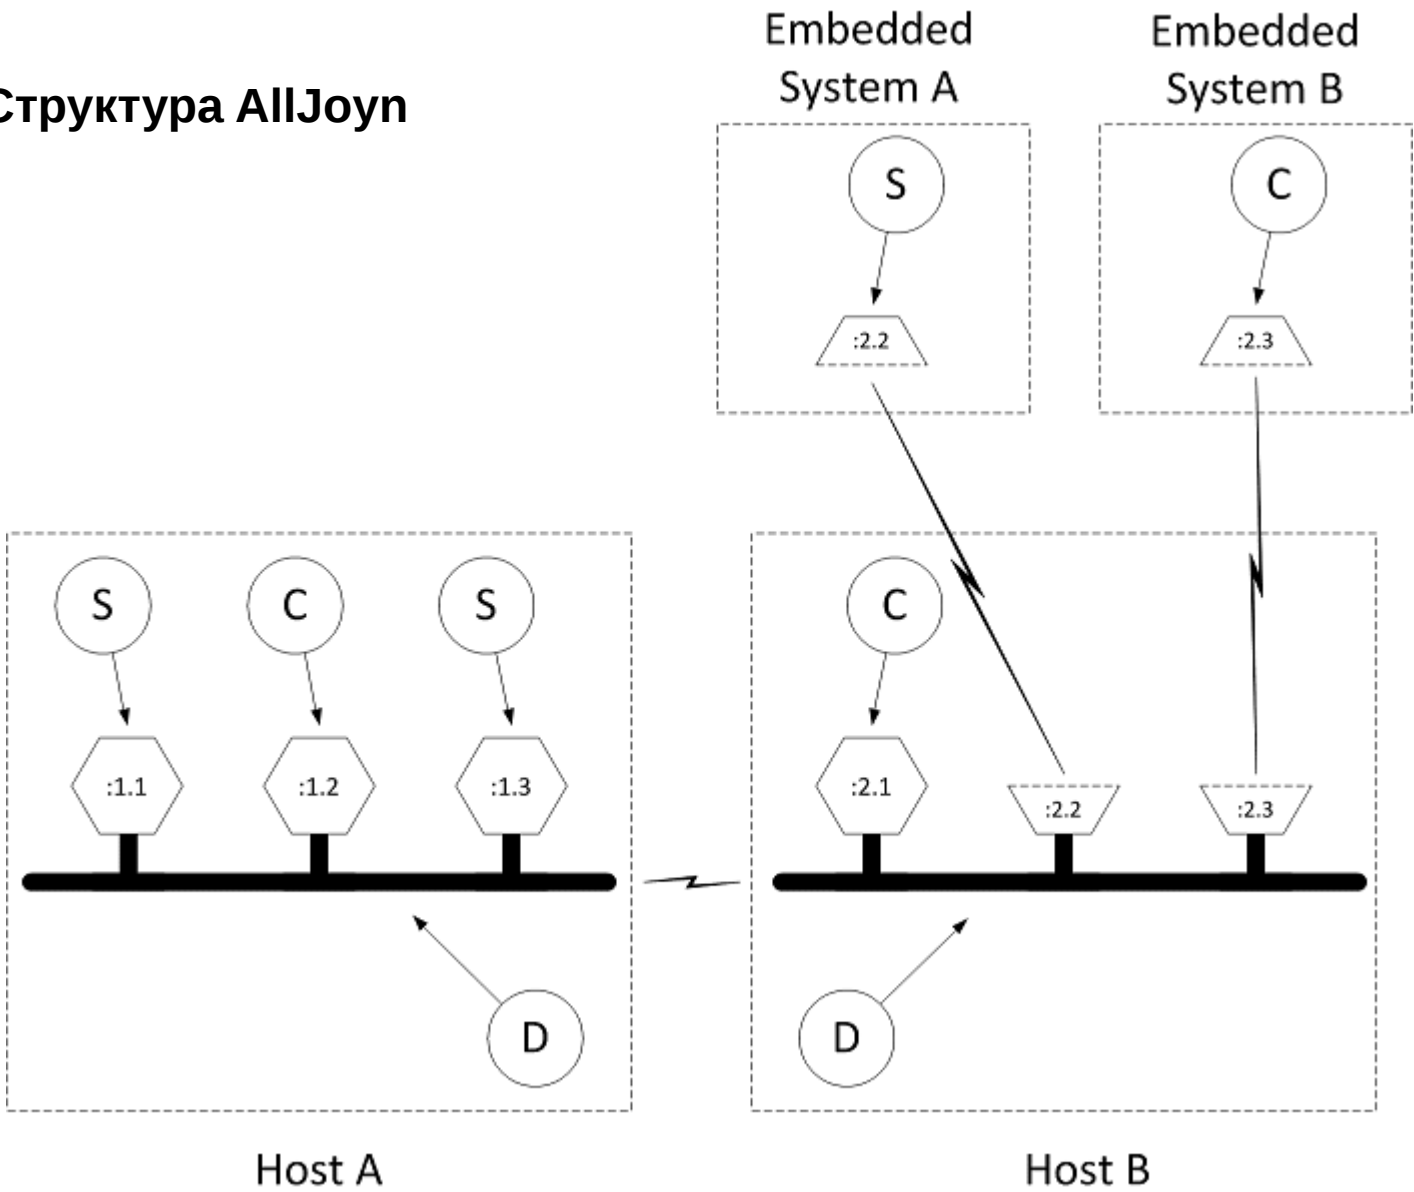 Структура AllJoyn
Embedded
System A
Embedded
System B
S
C
:2.2
:2.3
S
C
S
C
:1.1
:1.2
:1.3
:2.1
:2.2
:2.3
D
D
Host A
Host B